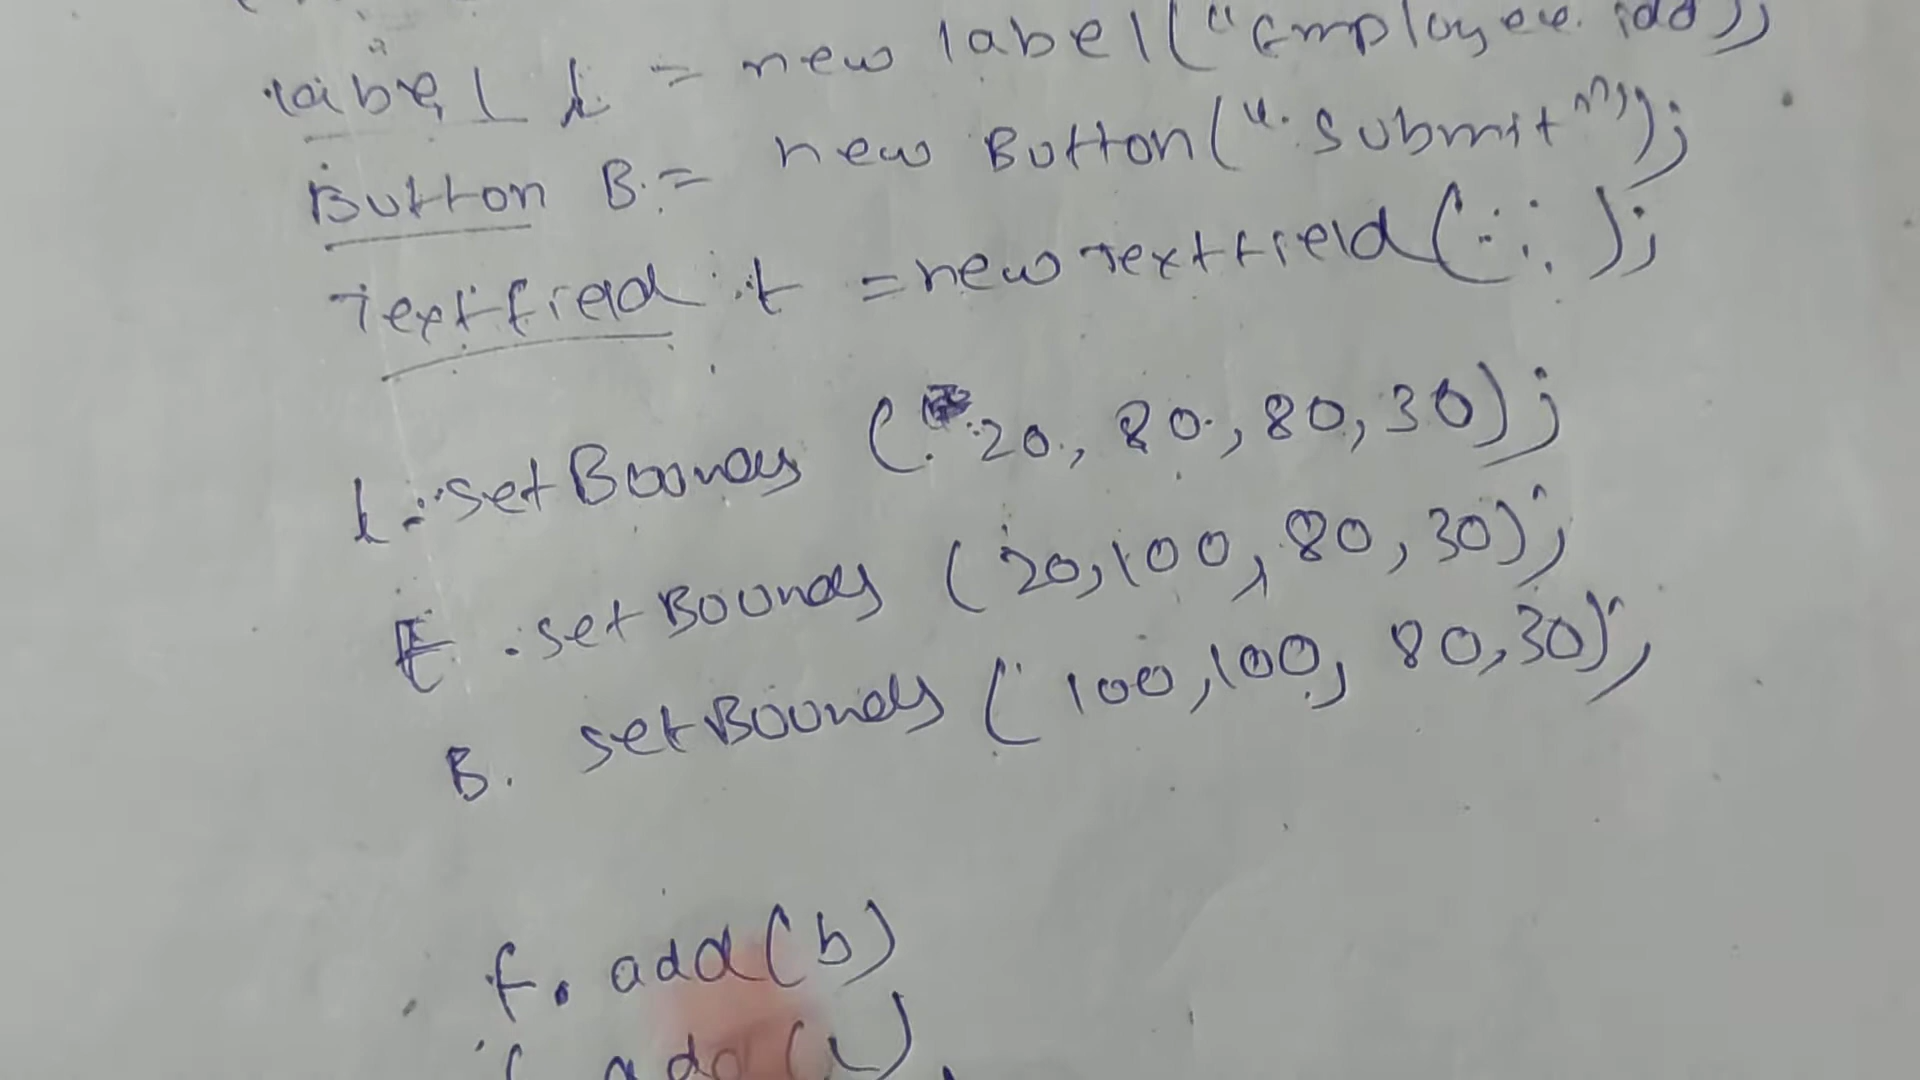 label l = new label("Employee idd));
Button B = new Button("Submit"));
Textfield t = new Textfield( );
l.setBounds (20, 80, 80, 30);
t.setBounds (20, 100, 80, 30);
B. setBounds (100, 100, 80, 30);
f. add(b)
f add(l)